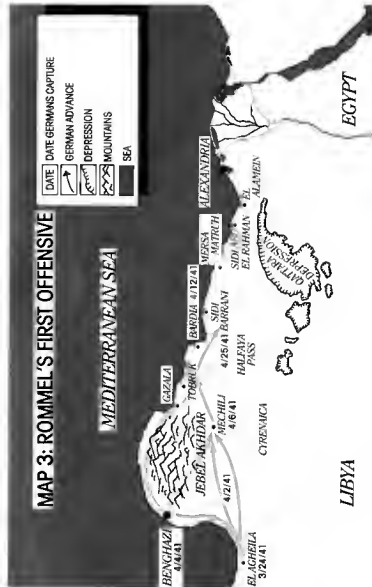 MAP 3: ROMMEL'S FIRST OFFENSIVE
DATE DATE GERMANS CAPTURE
GERMAN ADVANCE
DEPRESSION
MOUNTAINS
SEA
MEDITERRANEAN SEA
BENGHAZI
4/4/41
JEBEL AKHDAR
GAZALA
TOBRUK
BARDIA 4/12/41
SIDI
BARRANI
MERSA
MATRUH
SIDI ABD
EL RAHMAN
ALEXANDRIA
EL
ALAMEIN
MECHILI
4/6/41
4/25/41
HALFAYA
PASS
QATTARA
DEPRESSION
4/2/41
CYRENAICA
EL AGHEILA
3/24/41
LIBYA
EGYPT